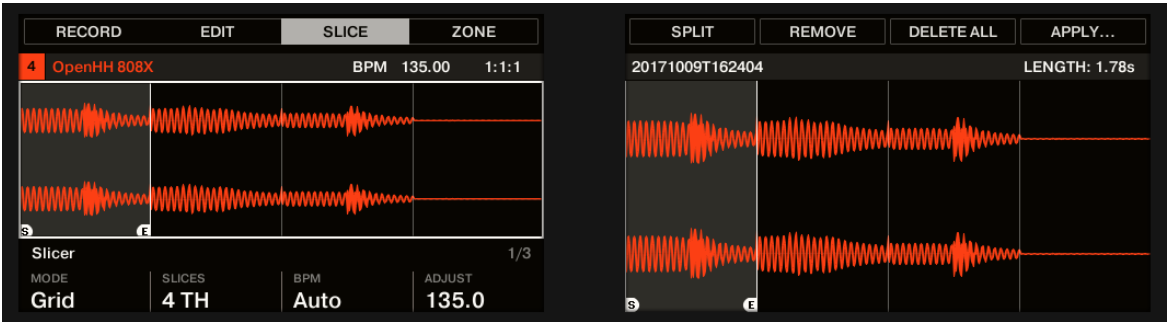 RECORD EDIT SLICE ZONE
4 OpenHH 808X BPM 135.00 1:1:1
S E
Slicer 1/3
MODE SLICES BPM ADJUST
Grid 4 TH Auto 135.0
SPLIT REMOVE DELETE ALL APPLY...
20171009T162404 LENGTH: 1.78s
S E